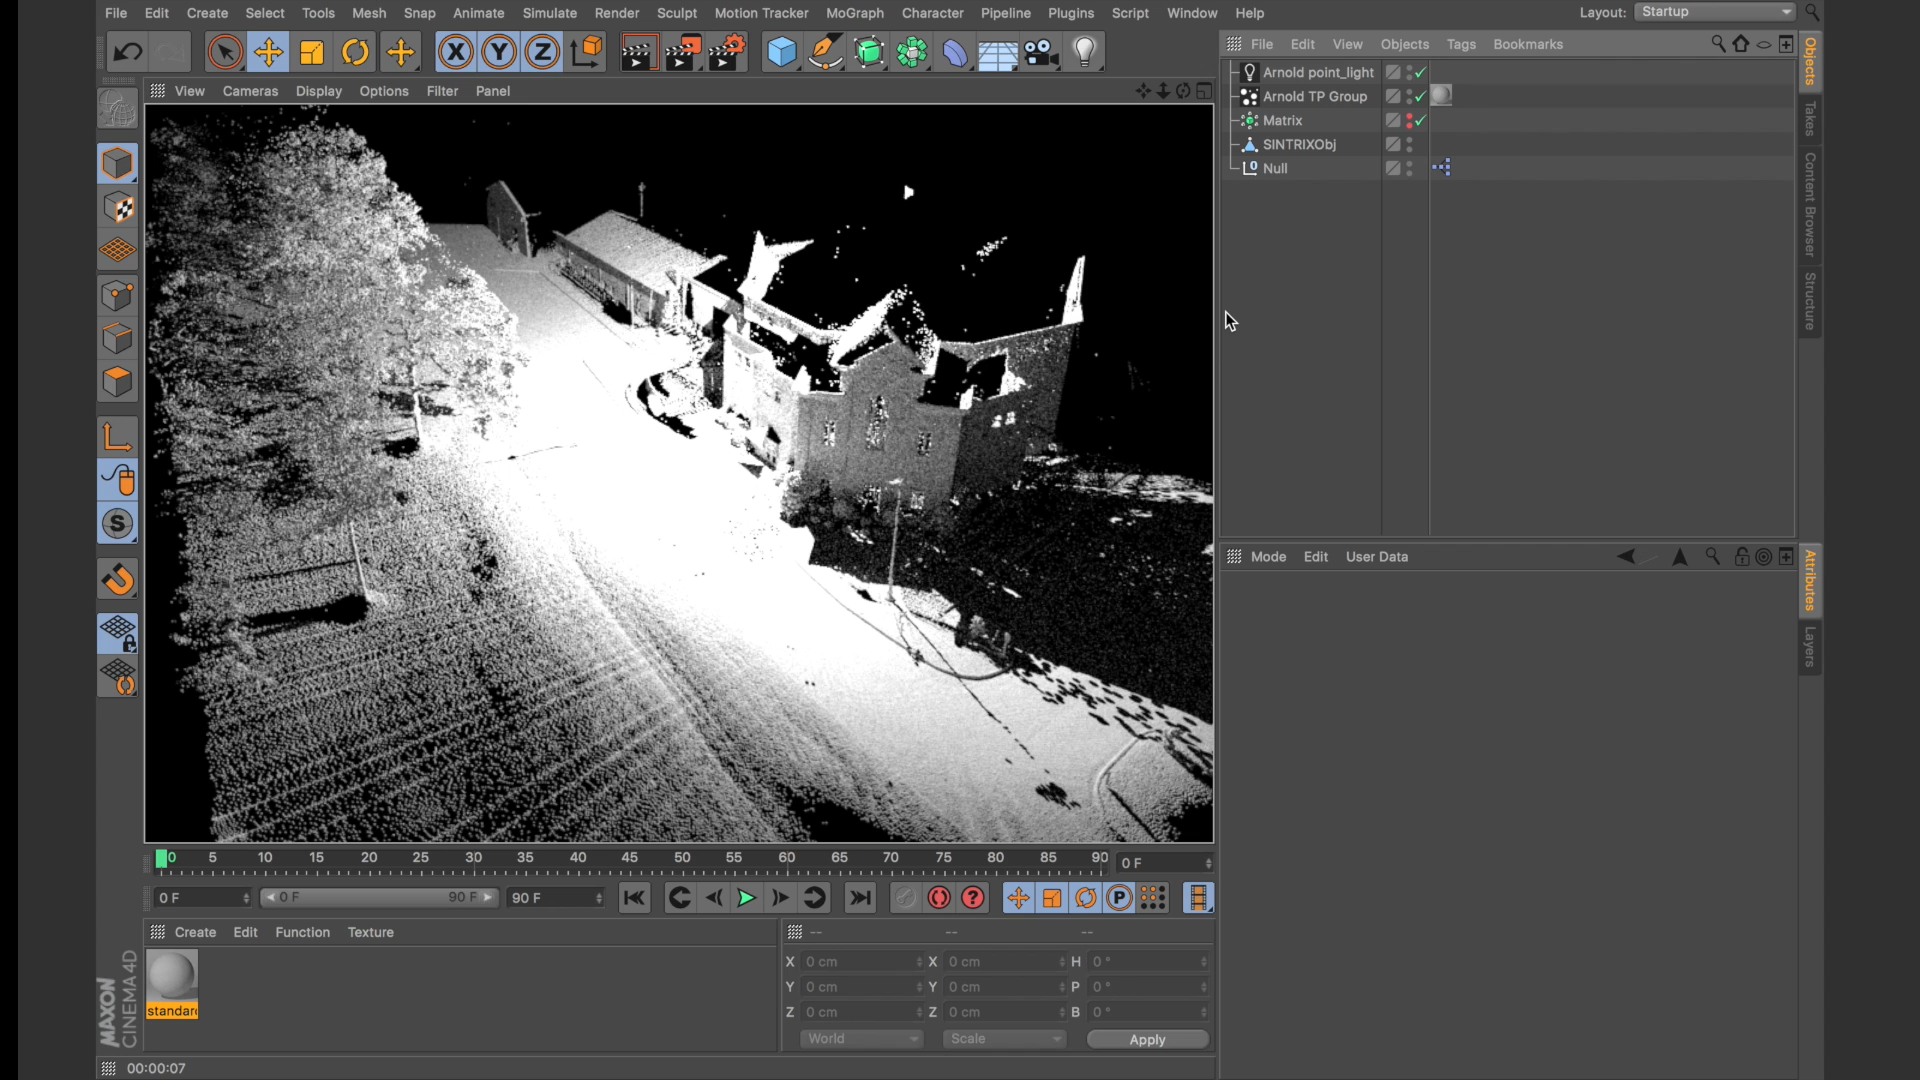 File Edit Create Select Tools Mesh Snap Animate Simulate Render Sculpt Motion Tracker MoGraph Character Pipeline Plugins Script Window Help Layout: Startup
X Y Z
File Edit View Objects Tags Bookmarks
View Cameras Display Options Filter Panel
Arnold point_light
Arnold TP Group
Matrix
SINTRIXObj
Null
Objects
Takes
Content Browser
Structure
S
Mode Edit User Data
Attributes
Layers
0 5 10 15 20 25 30 35 40 45 50 55 60 65 70 75 80 85 90 0 F
0 F 0 F 90 F 90 F ? P
Create Edit Function Texture -- -- --
X 0 cm X 0 cm H 0 °
Y 0 cm Y 0 cm P 0 °
Z 0 cm Z 0 cm B 0 °
standar
World Scale Apply
MAXON
CINEMA 4D
00:00:07